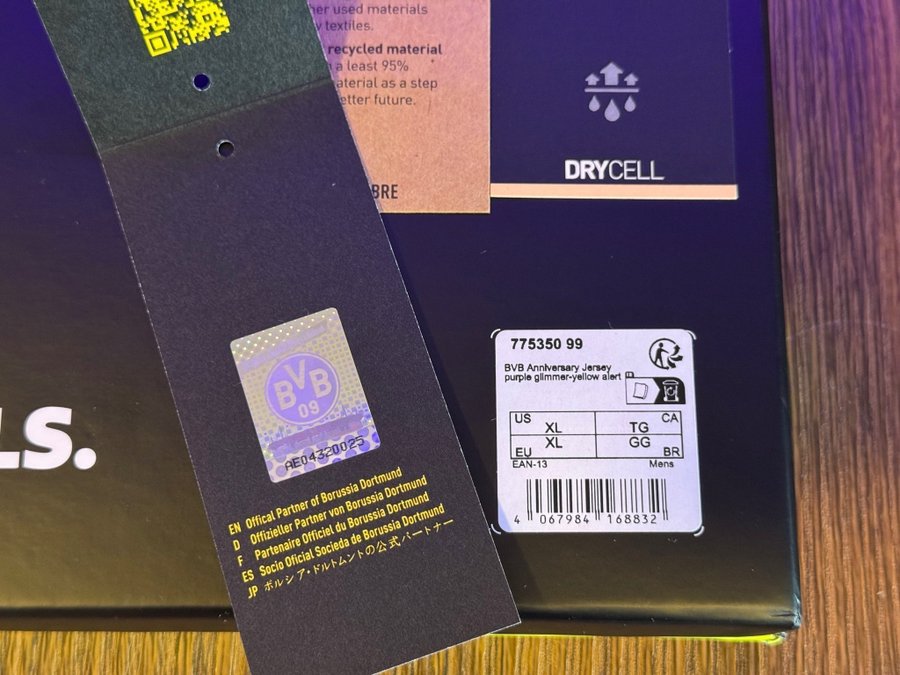 her used materials
y textiles.
recycled material
a least 95%
aterial as a step
etter future.
BRE
DRYCELL
LS.
BVB
09
AE04320025
EN Offical Partner of Borussia Dortmund
D Offizieller Partner von Borussia Dortmund
F Partenaire Officiel du Borussia Dortmund
ES Socio Oficial Socieda de Borussia Dortmund
JP ボルシア・ドルトムントの公式パートナー
775350 99
BVB Anniversary Jersey
purple glimmer-yellow alert
US XL TG CA
EU XL GG BR
EAN-13 Mens
4 067984 168832